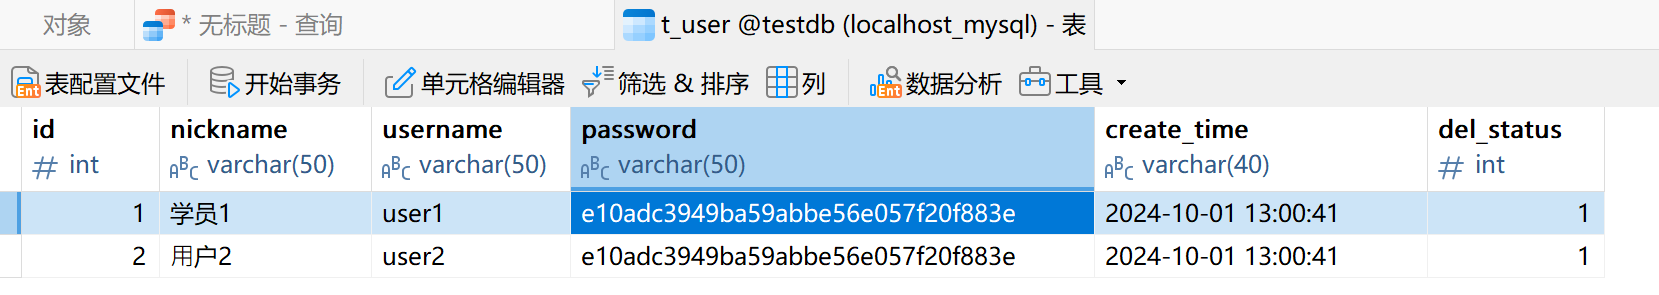 对象 * 无标题 - 查询 t_user @testdb (localhost_mysql) - 表
表配置文件 开始事务 单元格编辑器 筛选 & 排序 列 数据分析 工具
id nickname username password create_time del_status
# int ABC varchar(50) ABC varchar(50) ABC varchar(50) ABC varchar(40) # int
1 学员1 user1 e10adc3949ba59abbe56e057f20f883e 2024-10-01 13:00:41 1
2 用户2 user2 e10adc3949ba59abbe56e057f20f883e 2024-10-01 13:00:41 1